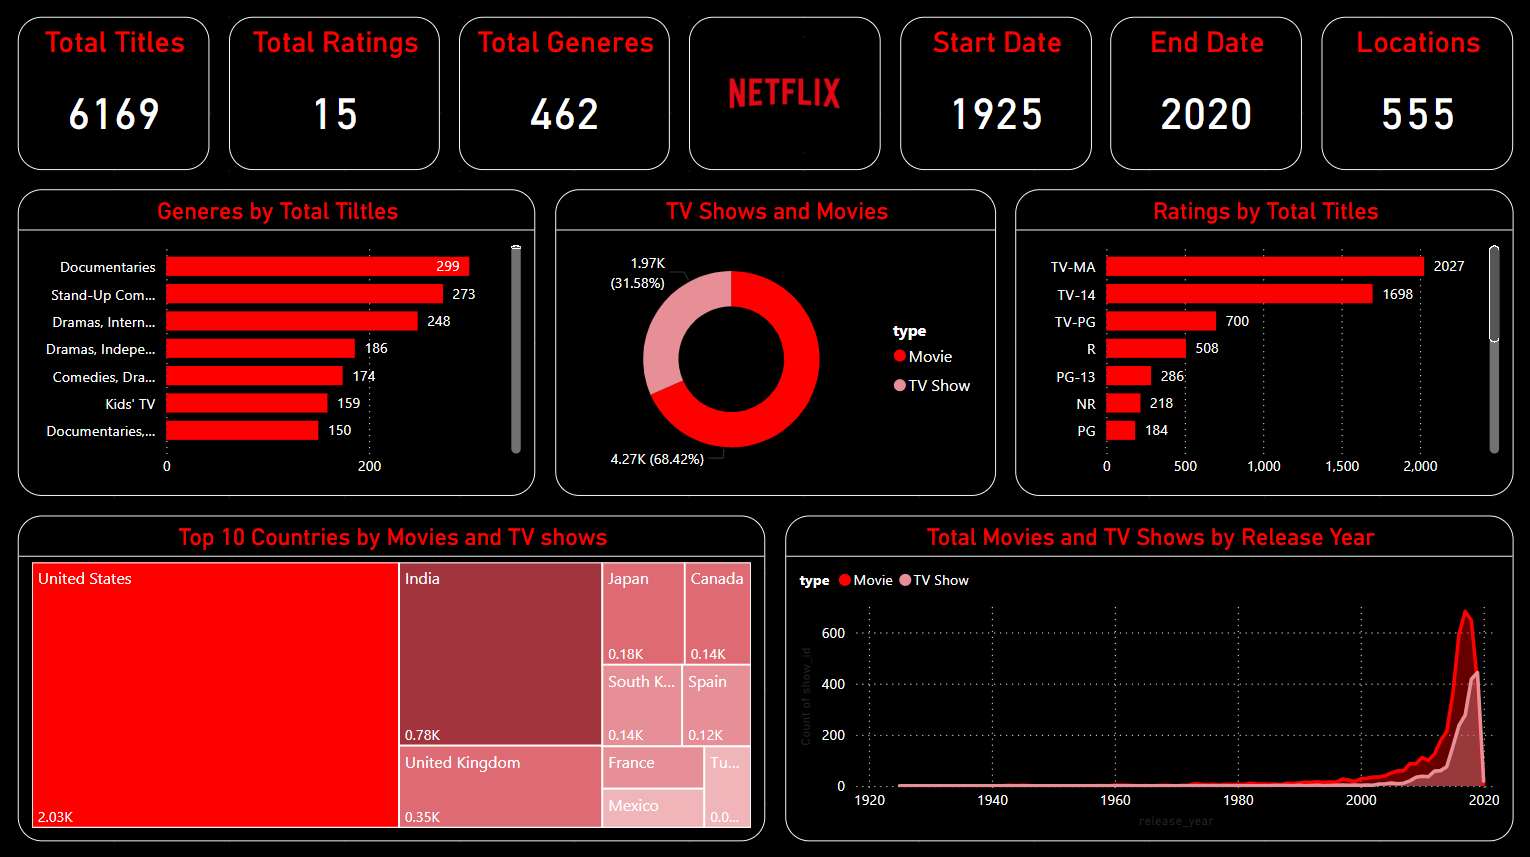 Total Titles
6169
Total Ratings
15
Total Generes
462
NETFLIX
Start Date
1925
End Date
2020
Locations
555
Generes by Total Tiltles
Documentaries
299
Stand-Up Com...
273
Dramas, Intern...
248
Dramas, Indepe...
186
Comedies, Dra...
174
Kids' TV
159
Documentaries,...
150
0
200
TV Shows and Movies
1.97K
(31.58%)
4.27K (68.42%)
type
Movie
TV Show
Ratings by Total Titles
TV-MA
2027
TV-14
1698
TV-PG
700
R
508
PG-13
286
NR
218
PG
184
0
500
1,000
1,500
2,000
Top 10 Countries by Movies and TV shows
United States
2.03K
India
0.78K
United Kingdom
0.35K
Japan
0.18K
Canada
0.14K
South K...
0.14K
Spain
0.12K
France
Mexico
Tu...
0.0...
Total Movies and TV Shows by Release Year
type Movie TV Show
Count of show_id
600
400
200
0
1920
1940
1960
1980
2000
2020
release_year